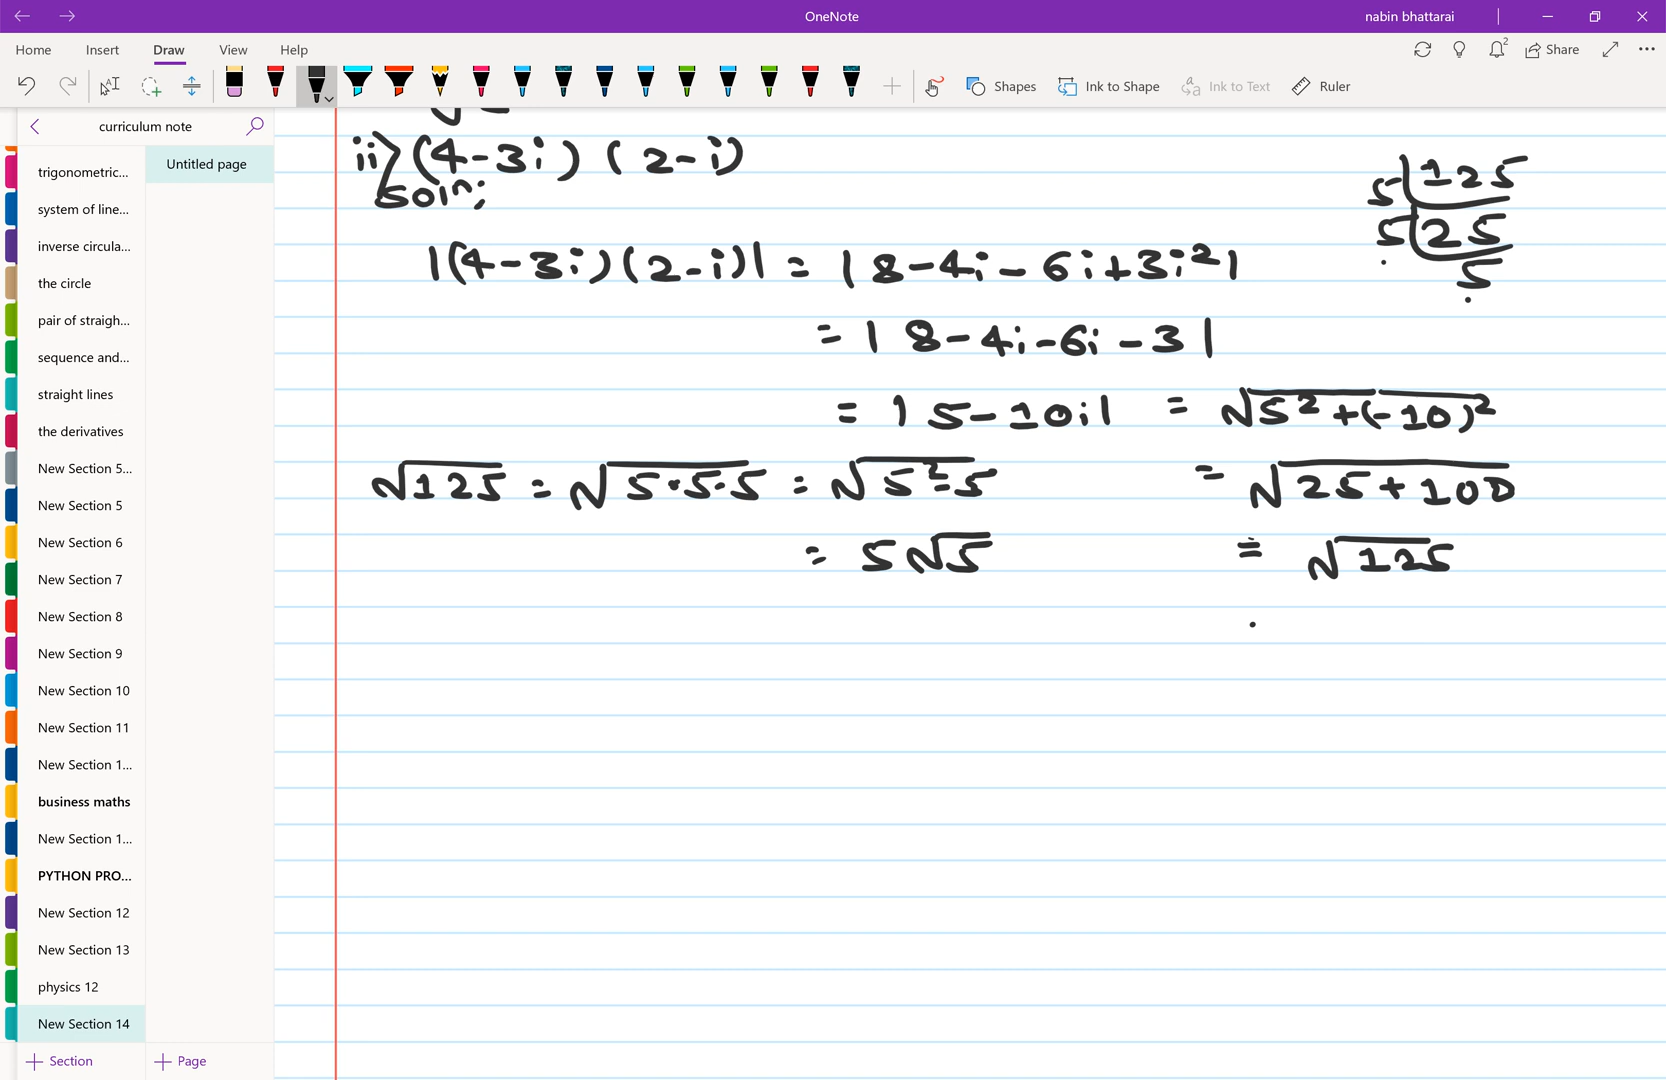 OneNote
nabin bhattarai
Home Insert Draw View Help
2
Share
Shapes Ink to Shape Ink to Text Ruler
curriculum note
Untitled page
trigonometric...
system of line...
inverse circula...
the circle
pair of straigh...
sequence and...
straight lines
the derivatives
New Section 5...
New Section 5
New Section 6
New Section 7
New Section 8
New Section 9
New Section 10
New Section 11
New Section 1...
business maths
New Section 1...
PYTHON PRO...
New Section 12
New Section 13
physics 12
New Section 14
+ Section
+ Page
ii> (4-3i) (2-i)
soln;
|(4-3i)(2-i)| = |8-4i-6i+3i²|
= |8-4i-6i-3|
= |5-10i| = √5²+(-10)²
= √25+100
= √125
√125 = √5·5·5 = √5²·5
= 5√5
5|125
5|25
5